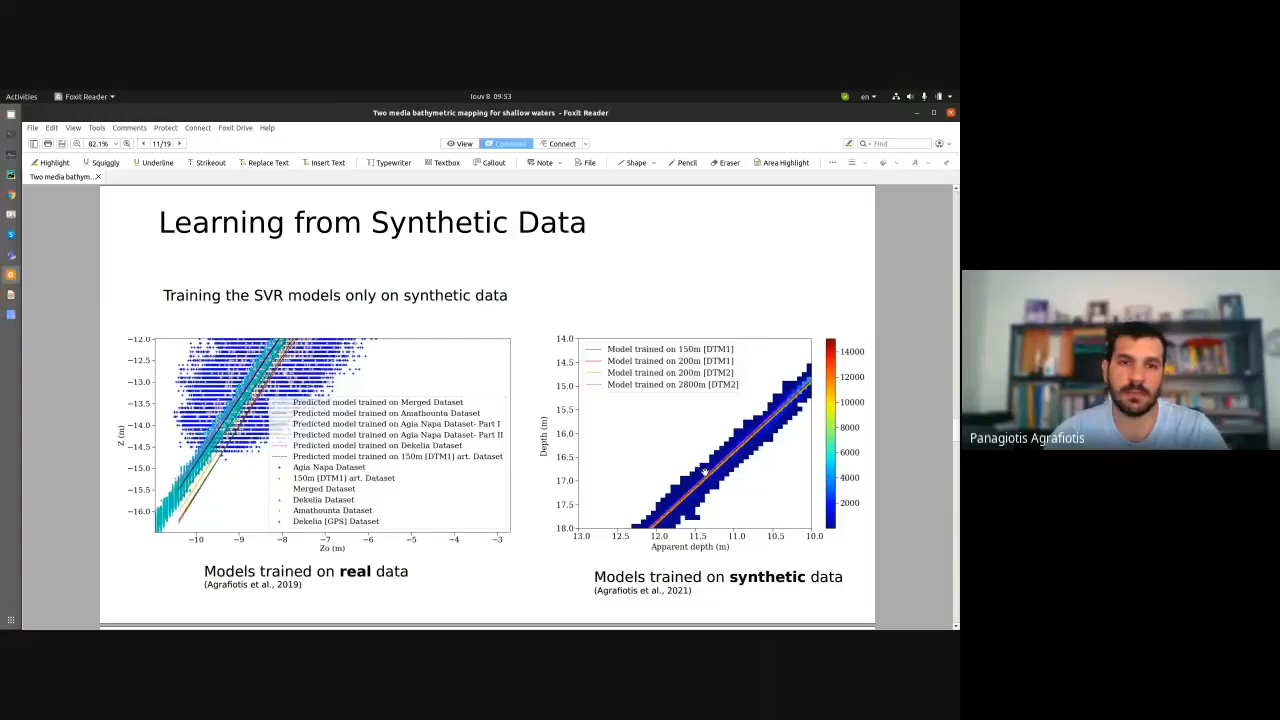 Activities
Foxit Reader
Ιουν 8 09:53
en
Two media bathymetric mapping for shallow waters - Foxit Reader
File Edit View Tools Comments Protect Connect Foxit Drive Help
82.1%
11/19
View
Comment
Connect
Find
Highlight
Squiggly
Underline
Strikeout
Replace Text
Insert Text
Typewriter
Textbox
Callout
Note
File
Shape
Pencil
Eraser
Area Highlight
Two media bathym...
Learning from Synthetic Data
Training the SVR models only on synthetic data
Z (m)
−12.0
−12.5
−13.0
−13.5
−14.0
−14.5
−15.0
−15.5
−16.0
Predicted model trained on Merged Dataset
Predicted model trained on Amathounta Dataset
Predicted model trained on Agia Napa Dataset- Part I
Predicted model trained on Agia Napa Dataset- Part II
Predicted model trained on Dekelia Dataset
Predicted model trained on 150m [DTM1] art. Dataset
Agia Napa Dataset
150m [DTM1] art. Dataset
Merged Dataset
Dekelia Dataset
Amathounta Dataset
Dekelia [GPS] Dataset
−10 −9 −8 −7 −6 −5 −4 −3
Zo (m)
Models trained on real data
(Agrafiotis et al., 2019)
Depth (m)
14.0
14.5
15.0
15.5
16.0
16.5
17.0
17.5
18.0
Model trained on 150m [DTM1]
Model trained on 200m [DTM1]
Model trained on 200m [DTM2]
Model trained on 2800m [DTM2]
13.0 12.5 12.0 11.5 11.0 10.5 10.0
Apparent depth (m)
14000
12000
10000
8000
6000
4000
2000
Models trained on synthetic data
(Agrafiotis et al., 2021)
Panagiotis Agrafiotis